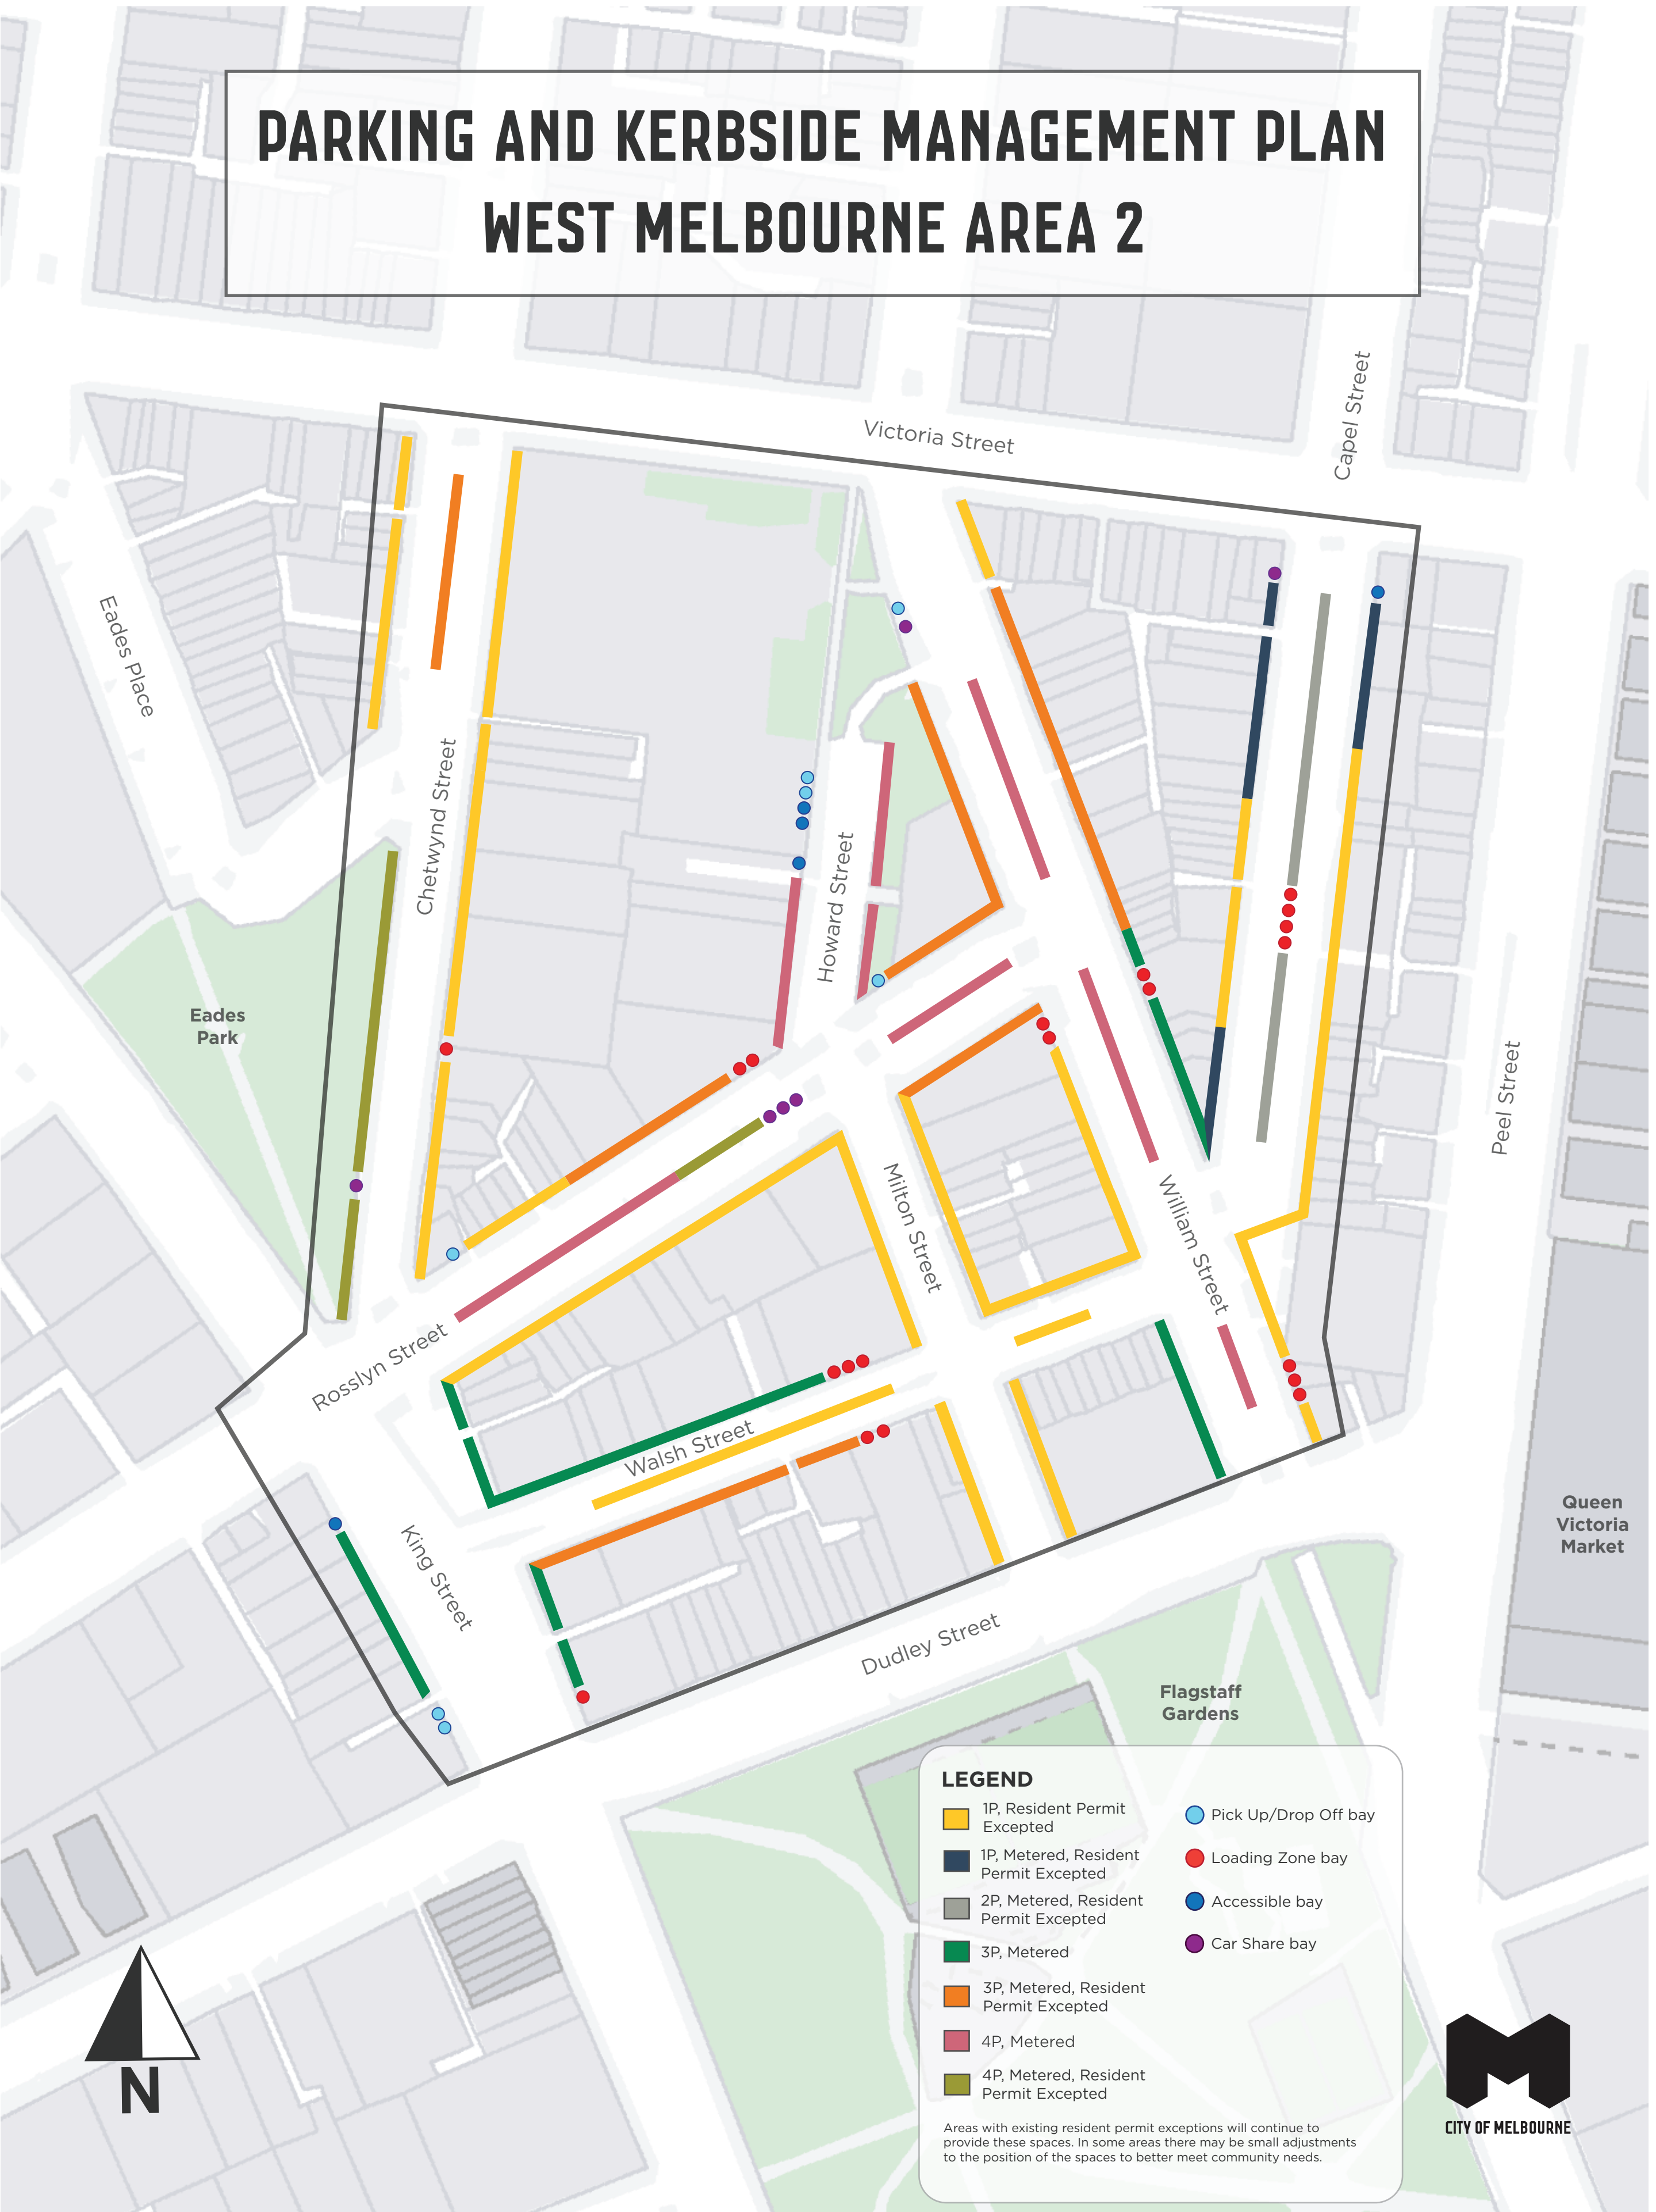 PARKING AND KERBSIDE MANAGEMENT PLAN
WEST MELBOURNE AREA 2
Victoria Street
Capel Street
Eades Place
Chetwynd Street
Howard Street
Eades
Park
Peel Street
Milton Street
William Street
Rosslyn Street
Walsh Street
King Street
Queen
Victoria
Market
Dudley Street
Flagstaff
Gardens
LEGEND
1P, Resident Permit
Excepted
1P, Metered, Resident
Permit Excepted
2P, Metered, Resident
Permit Excepted
3P, Metered
3P, Metered, Resident
Permit Excepted
4P, Metered
4P, Metered, Resident
Permit Excepted
Pick Up/Drop Off bay
Loading Zone bay
Accessible bay
Car Share bay
Areas with existing resident permit exceptions will continue to
provide these spaces. In some areas there may be small adjustments
to the position of the spaces to better meet community needs.
N
CITY OF MELBOURNE